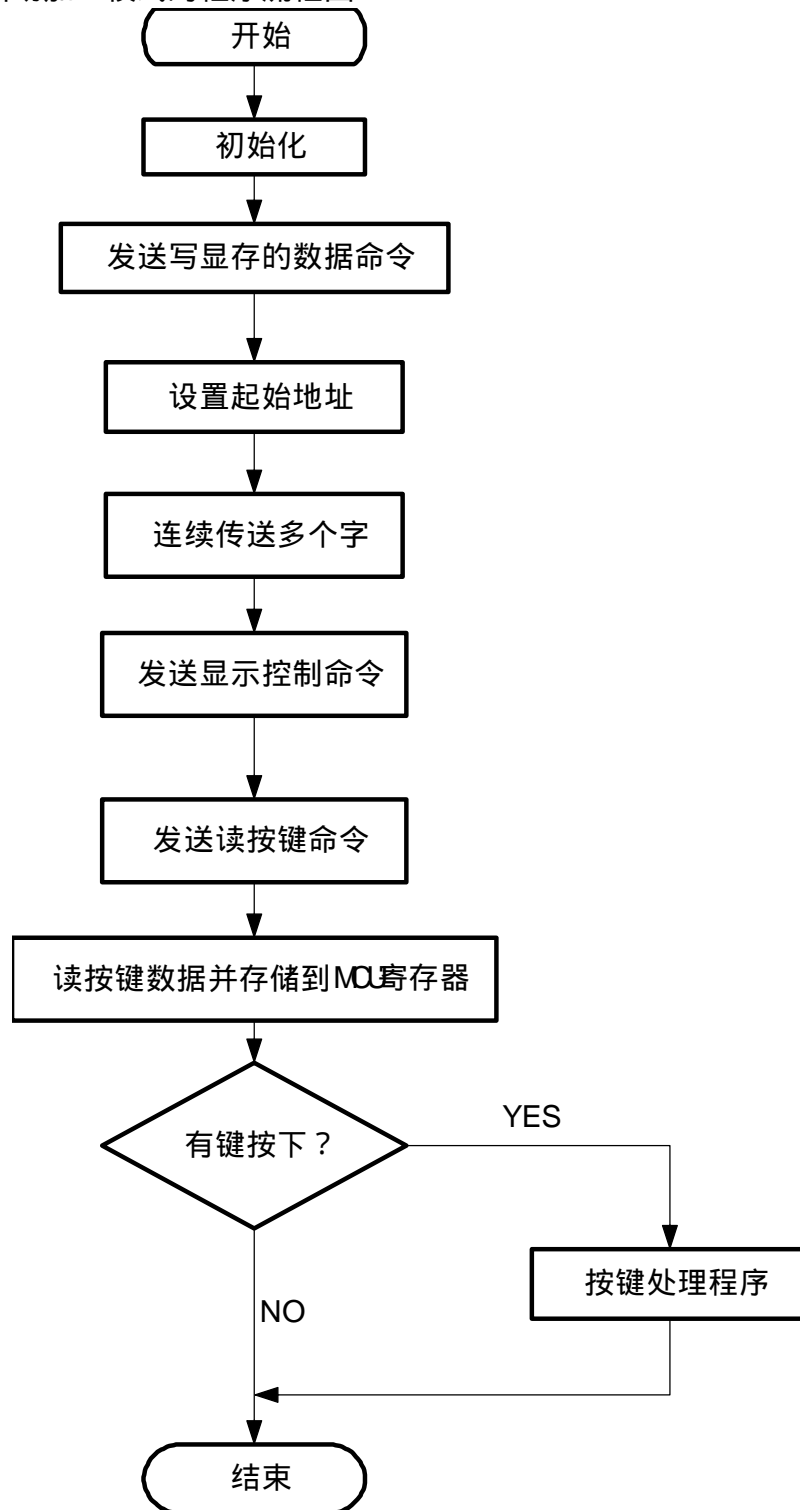 开始
初始化
发送写显存的数据命令
设置起始地址
连续传送多个字
发送显示控制命令
发送读按键命令
读按键数据并存储到MCU寄存器
有键按下？
YES
按键处理程序
NO
结束